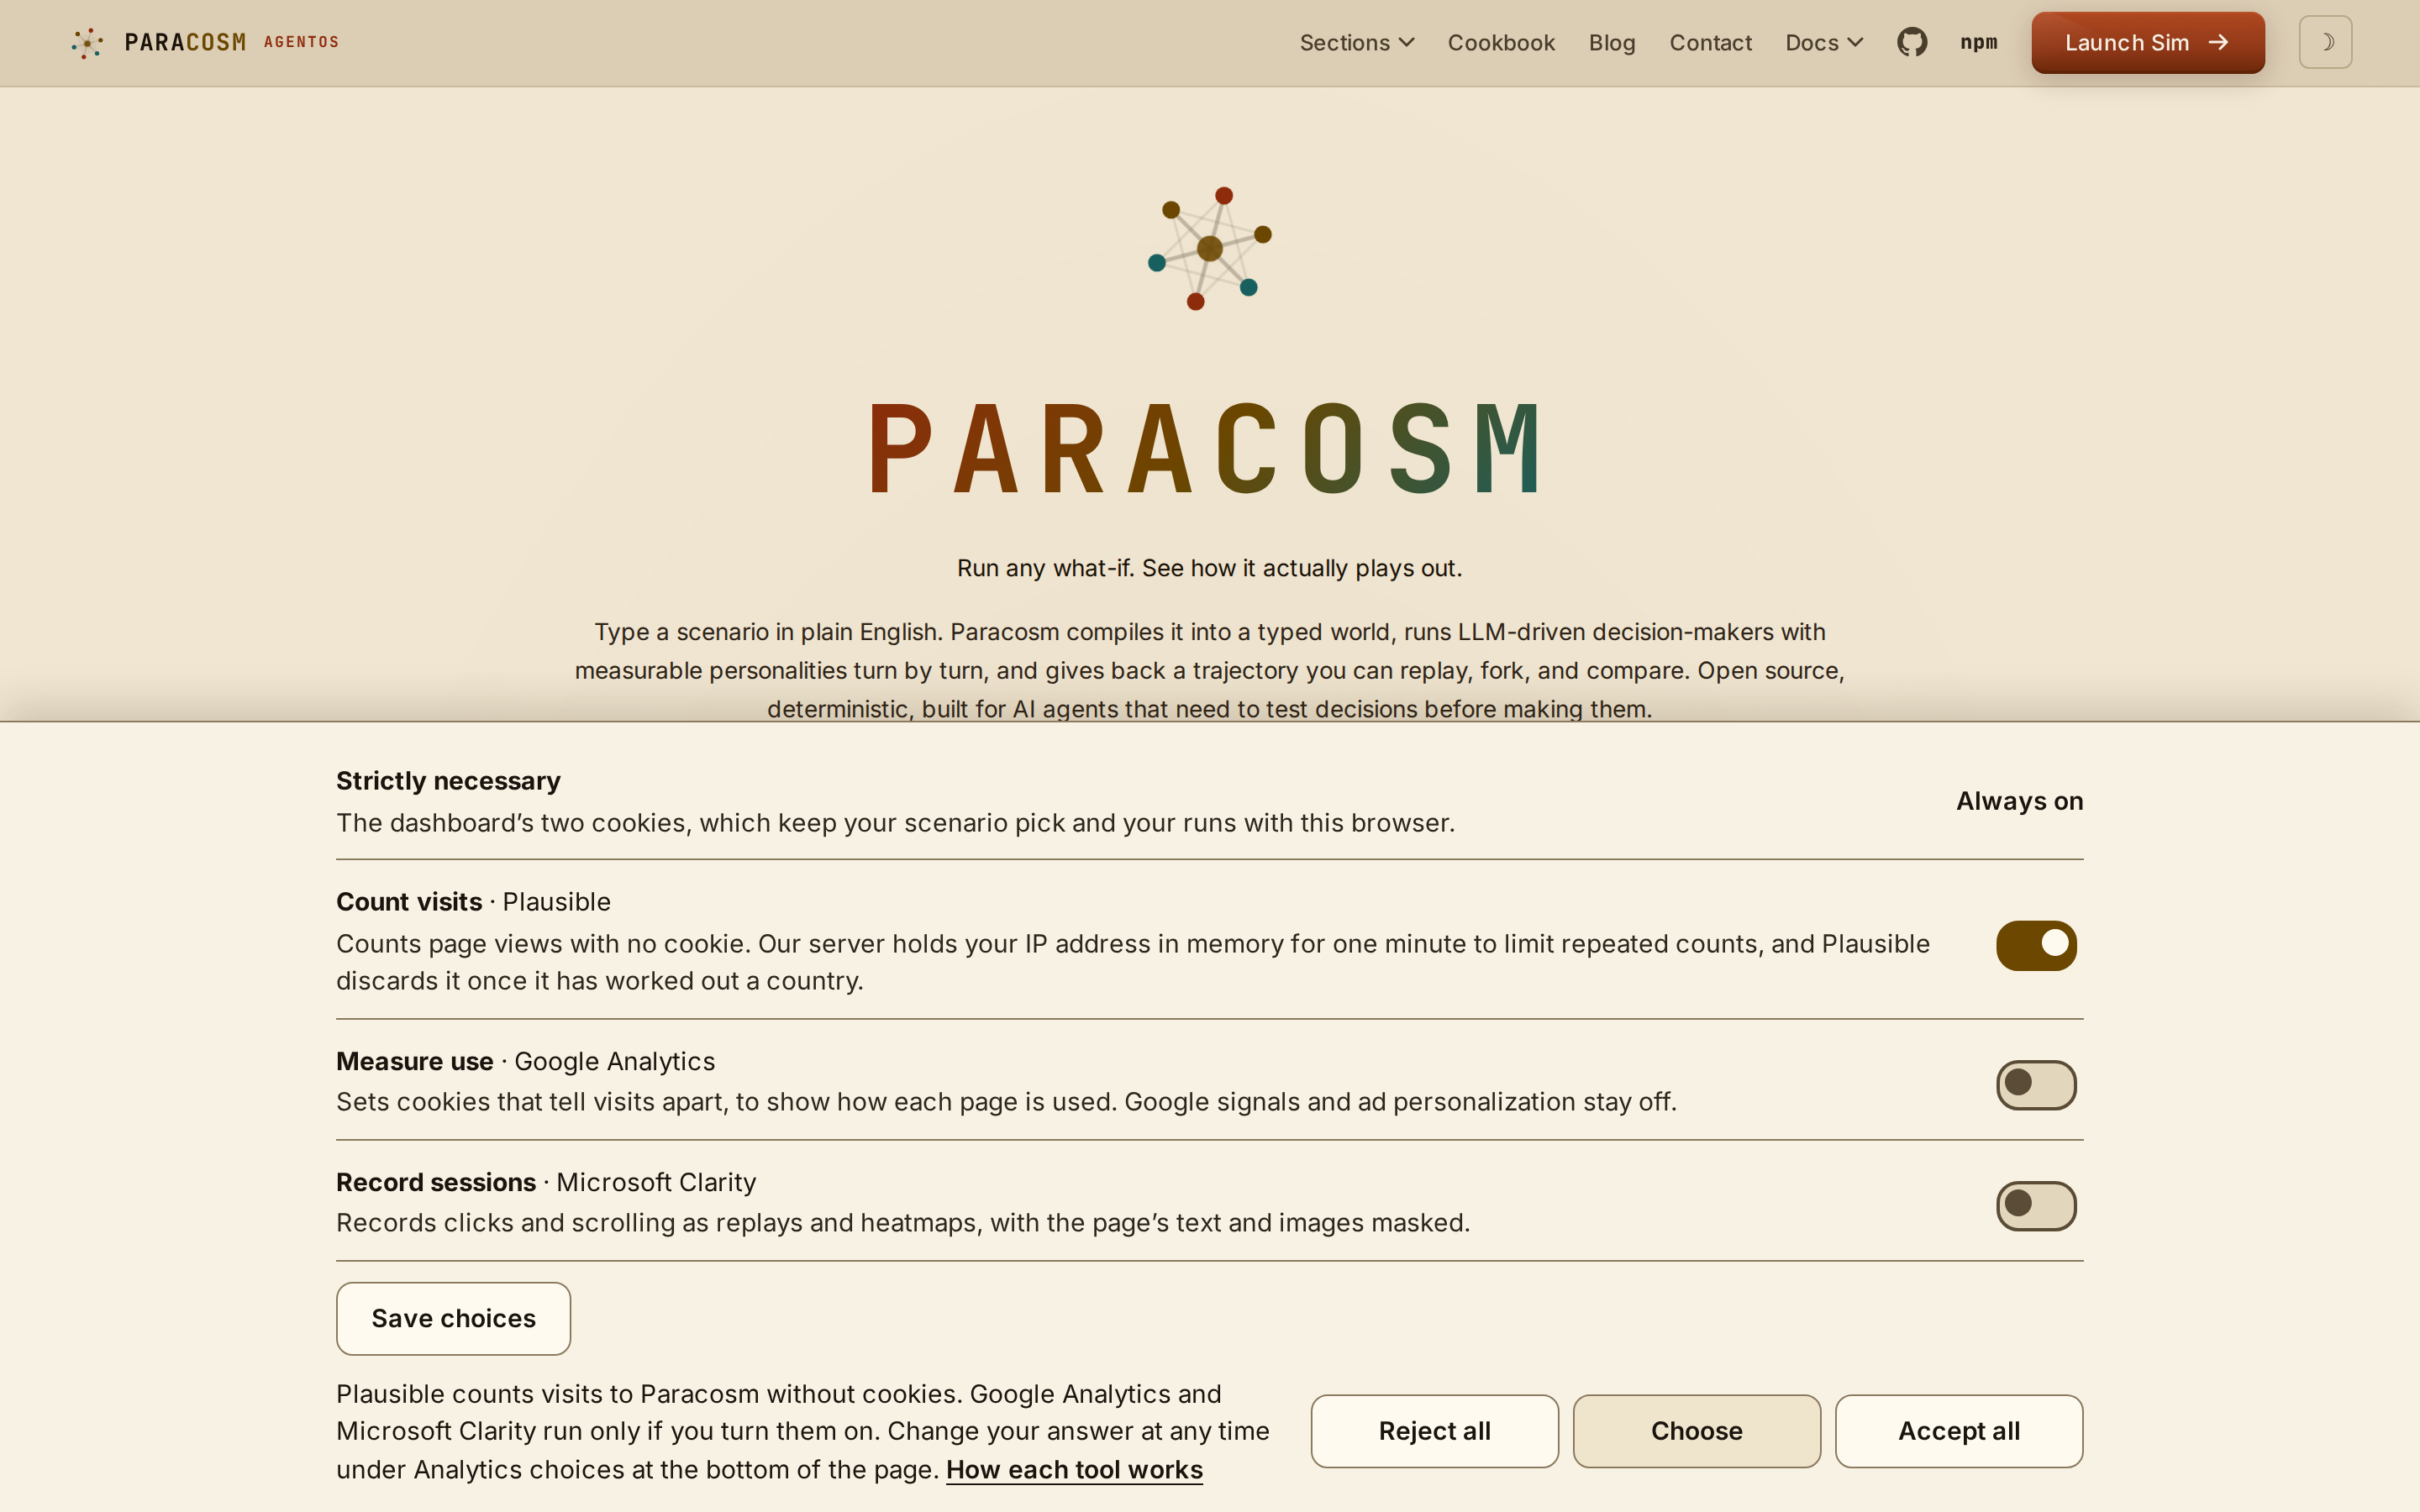 PARACOSM AGENTOS
Sections Cookbook Blog Contact Docs npm Launch Sim →
PARACOSM
Run any what-if. See how it actually plays out.
Type a scenario in plain English. Paracosm compiles it into a typed world, runs LLM-driven decision-makers with
measurable personalities turn by turn, and gives back a trajectory you can replay, fork, and compare. Open source,
deterministic, built for AI agents that need to test decisions before making them.
Strictly necessary
The dashboard’s two cookies, which keep your scenario pick and your runs with this browser.
Always on
Count visits · Plausible
Counts page views with no cookie. Our server holds your IP address in memory for one minute to limit repeated counts, and Plausible
discards it once it has worked out a country.
Measure use · Google Analytics
Sets cookies that tell visits apart, to show how each page is used. Google signals and ad personalization stay off.
Record sessions · Microsoft Clarity
Records clicks and scrolling as replays and heatmaps, with the page’s text and images masked.
Save choices
Plausible counts visits to Paracosm without cookies. Google Analytics and
Microsoft Clarity run only if you turn them on. Change your answer at any time
under Analytics choices at the bottom of the page. How each tool works
Reject all
Choose
Accept all